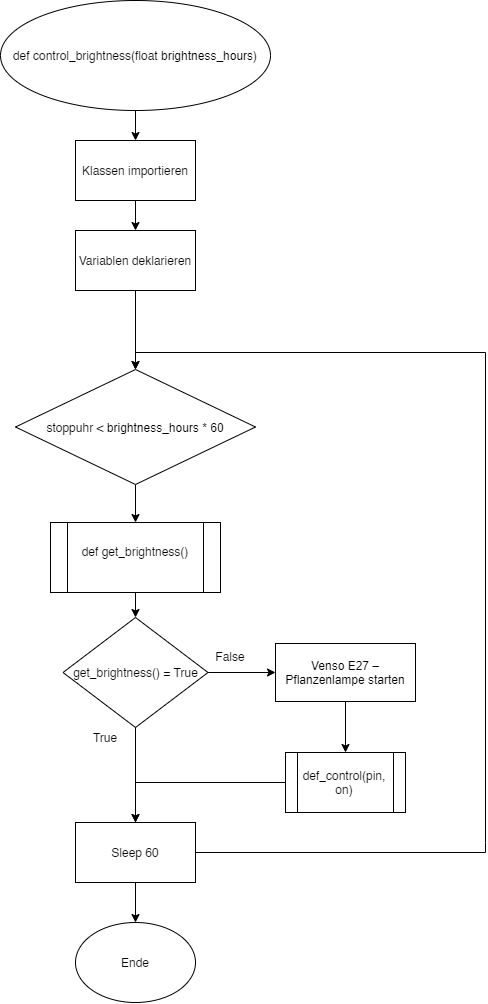 def control_brightness(float brightness_hours)
Klassen importieren
Variablen deklarieren
stoppuhr < brightness_hours * 60
def get_brightness()
get_brightness() = True
False
Venso E27 –
Pflanzenlampe starten
True
def_control(pin,
on)
Sleep 60
Ende